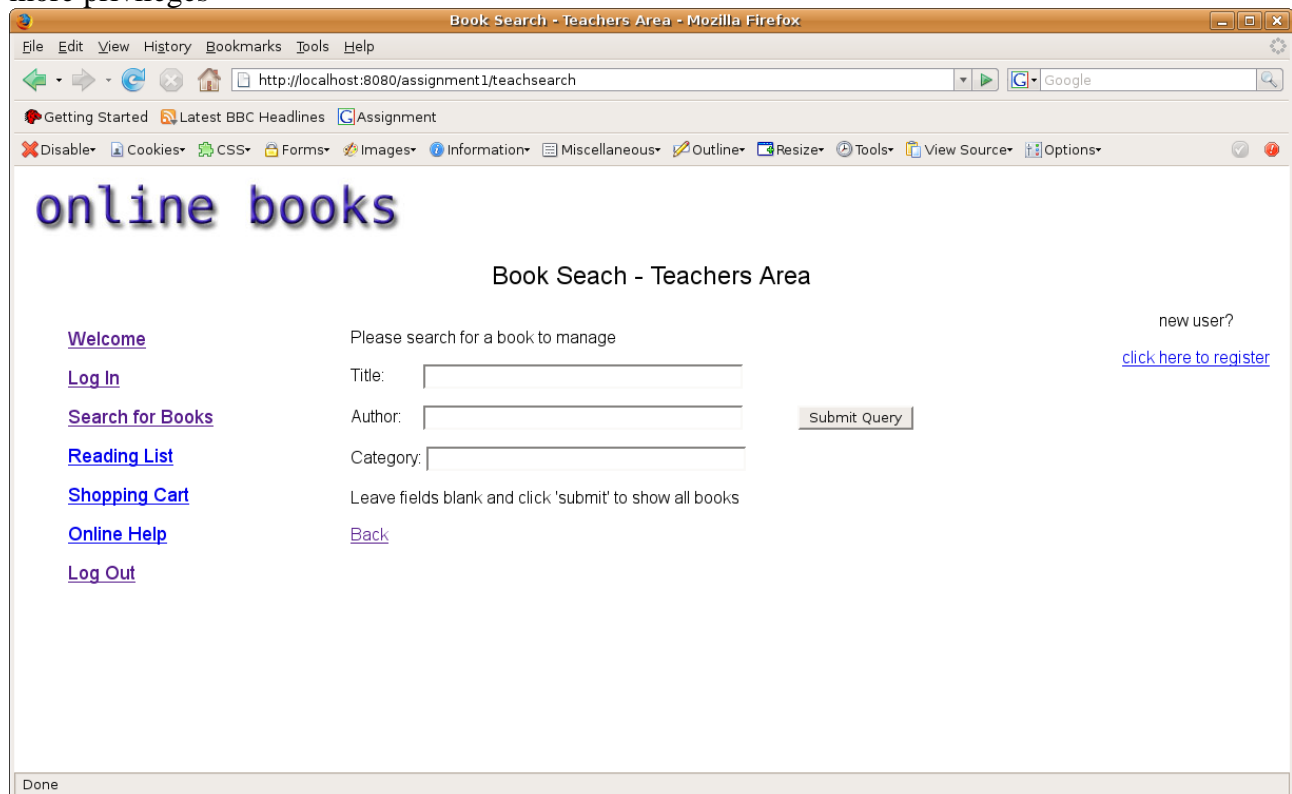 more privileges
Book Search - Teachers Area - Mozilla Firefox
File Edit View History Bookmarks Tools Help
http://localhost:8080/assignment1/teachsearch
G Google
Getting Started Latest BBC Headlines G Assignment
Disable Cookies CSS Forms Images Information Miscellaneous Outline Resize Tools View Source Options
online books
Book Seach - Teachers Area
new user?
click here to register
Welcome
Log In
Search for Books
Reading List
Shopping Cart
Online Help
Log Out
Please search for a book to manage
Title:
Author:
Submit Query
Category:
Leave fields blank and click 'submit' to show all books
Back
Done